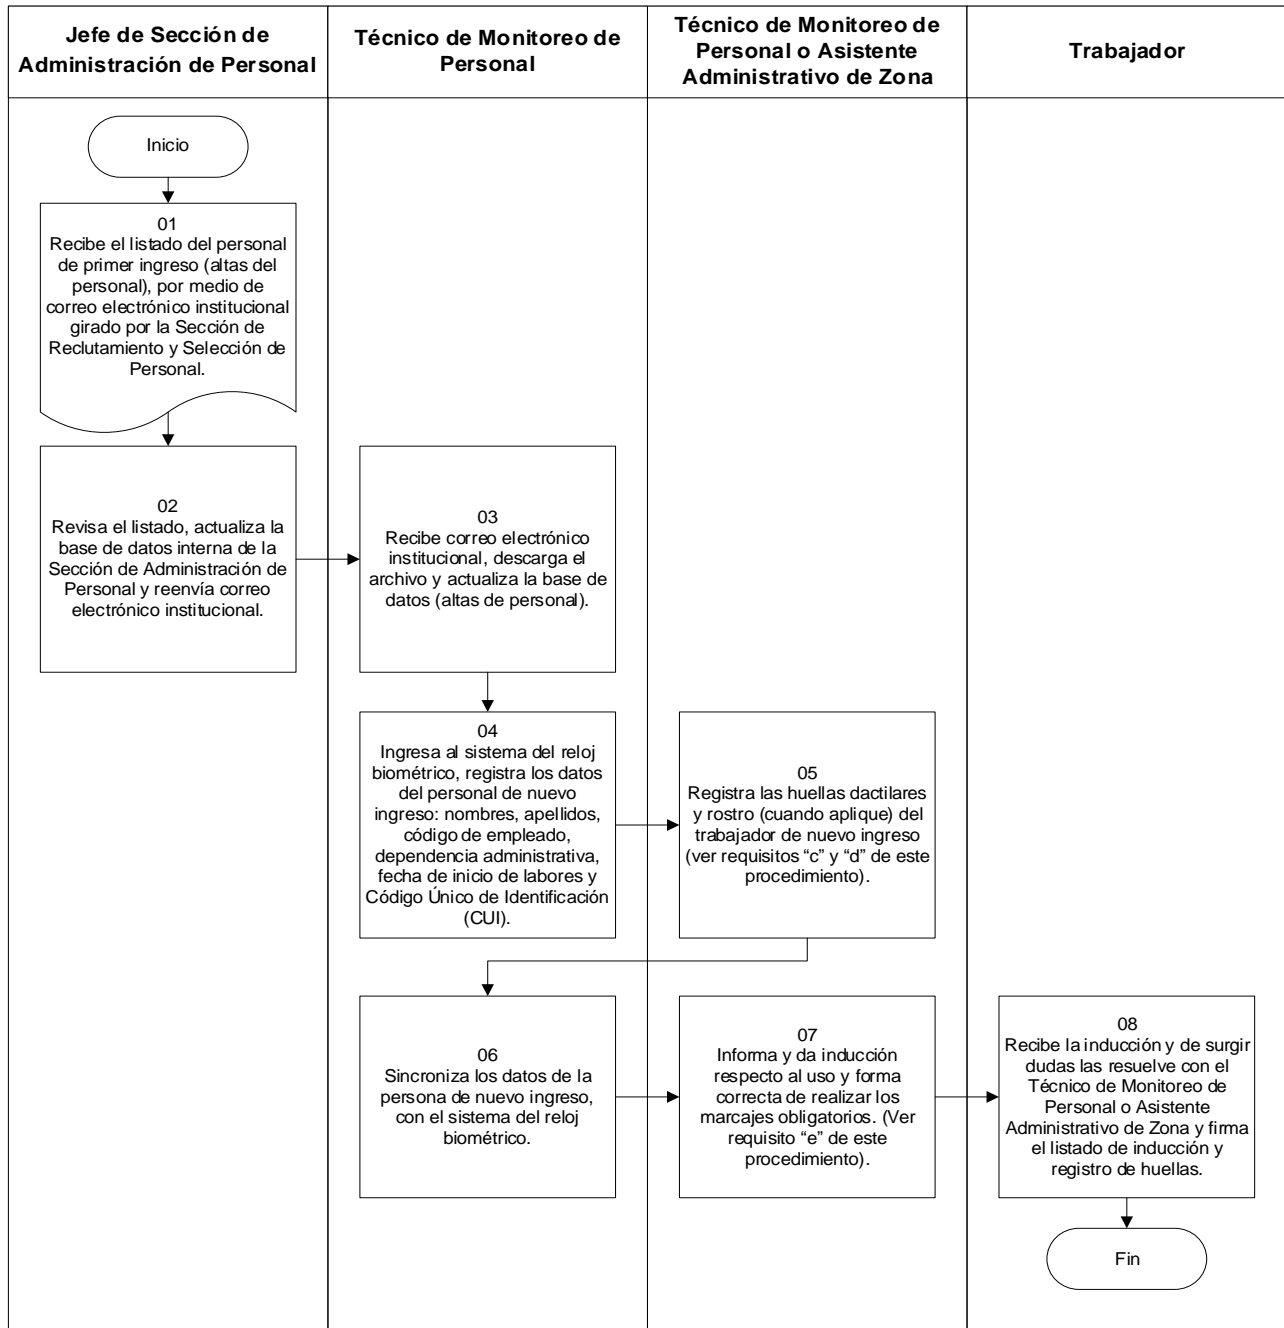 Jefe de Sección de
Administración de Personal
Técnico de Monitoreo de
Personal
Técnico de Monitoreo de
Personal o Asistente
Administrativo de Zona
Trabajador
Inicio
01
Recibe el listado del personal
de primer ingreso (altas del
personal), por medio de
correo electrónico institucional
girado por la Sección de
Reclutamiento y Selección de
Personal.
02
Revisa el listado, actualiza la
base de datos interna de la
Sección de Administración de
Personal y reenvía correo
electrónico institucional.
03
Recibe correo electrónico
institucional, descarga el
archivo y actualiza la base de
datos (altas de personal).
04
Ingresa al sistema del reloj
biométrico, registra los datos
del personal de nuevo
ingreso: nombres, apellidos,
código de empleado,
dependencia administrativa,
fecha de inicio de labores y
Código Único de Identificación
(CUI).
05
Registra las huellas dactilares
y rostro (cuando aplique) del
trabajador de nuevo ingreso
(ver requisitos “c” y “d” de este
procedimiento).
06
Sincroniza los datos de la
persona de nuevo ingreso,
con el sistema del reloj
biométrico.
07
Informa y da inducción
respecto al uso y forma
correcta de realizar los
marcajes obligatorios. (Ver
requisito “e” de este
procedimiento).
08
Recibe la inducción y de surgir
dudas las resuelve con el
Técnico de Monitoreo de
Personal o Asistente
Administrativo de Zona y firma
el listado de inducción y
registro de huellas.
Fin